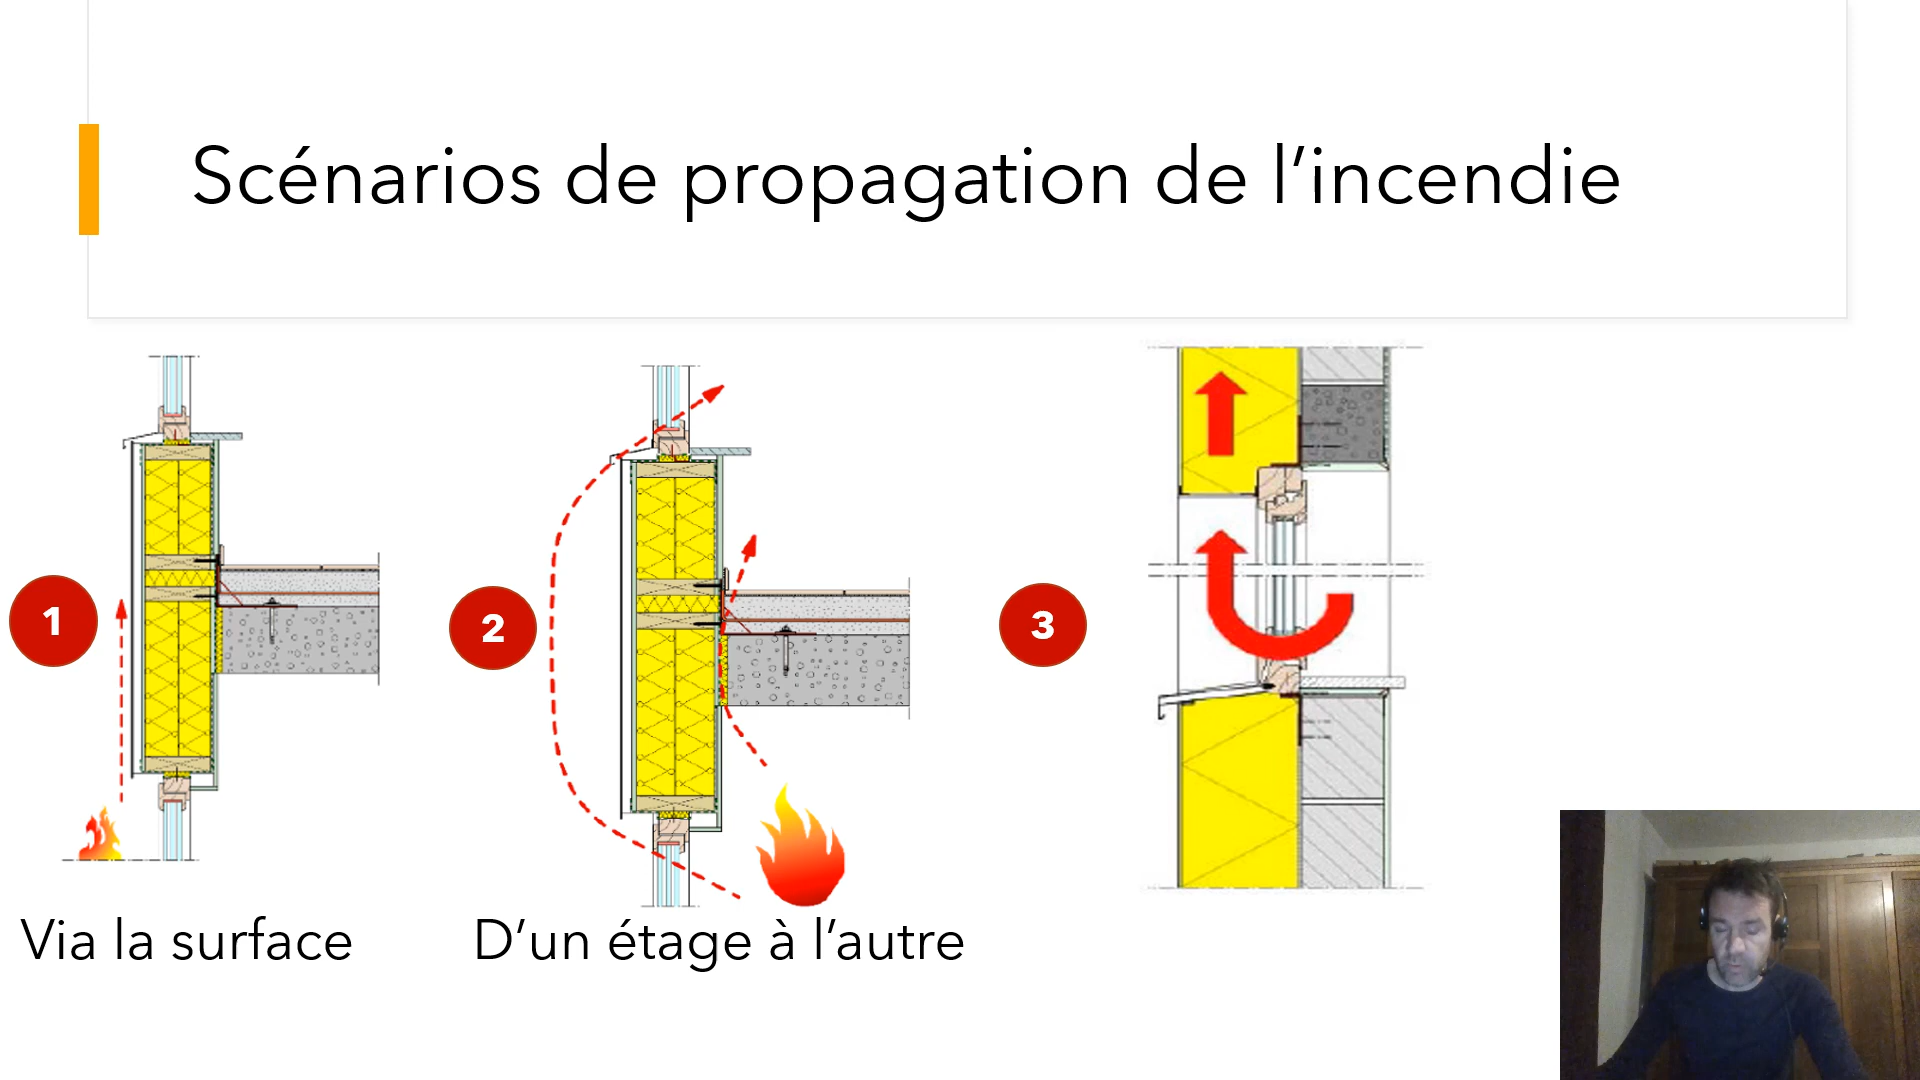 Scénarios de propagation de l’incendie
1
2
3
Via la surface
D’un étage à l’autre